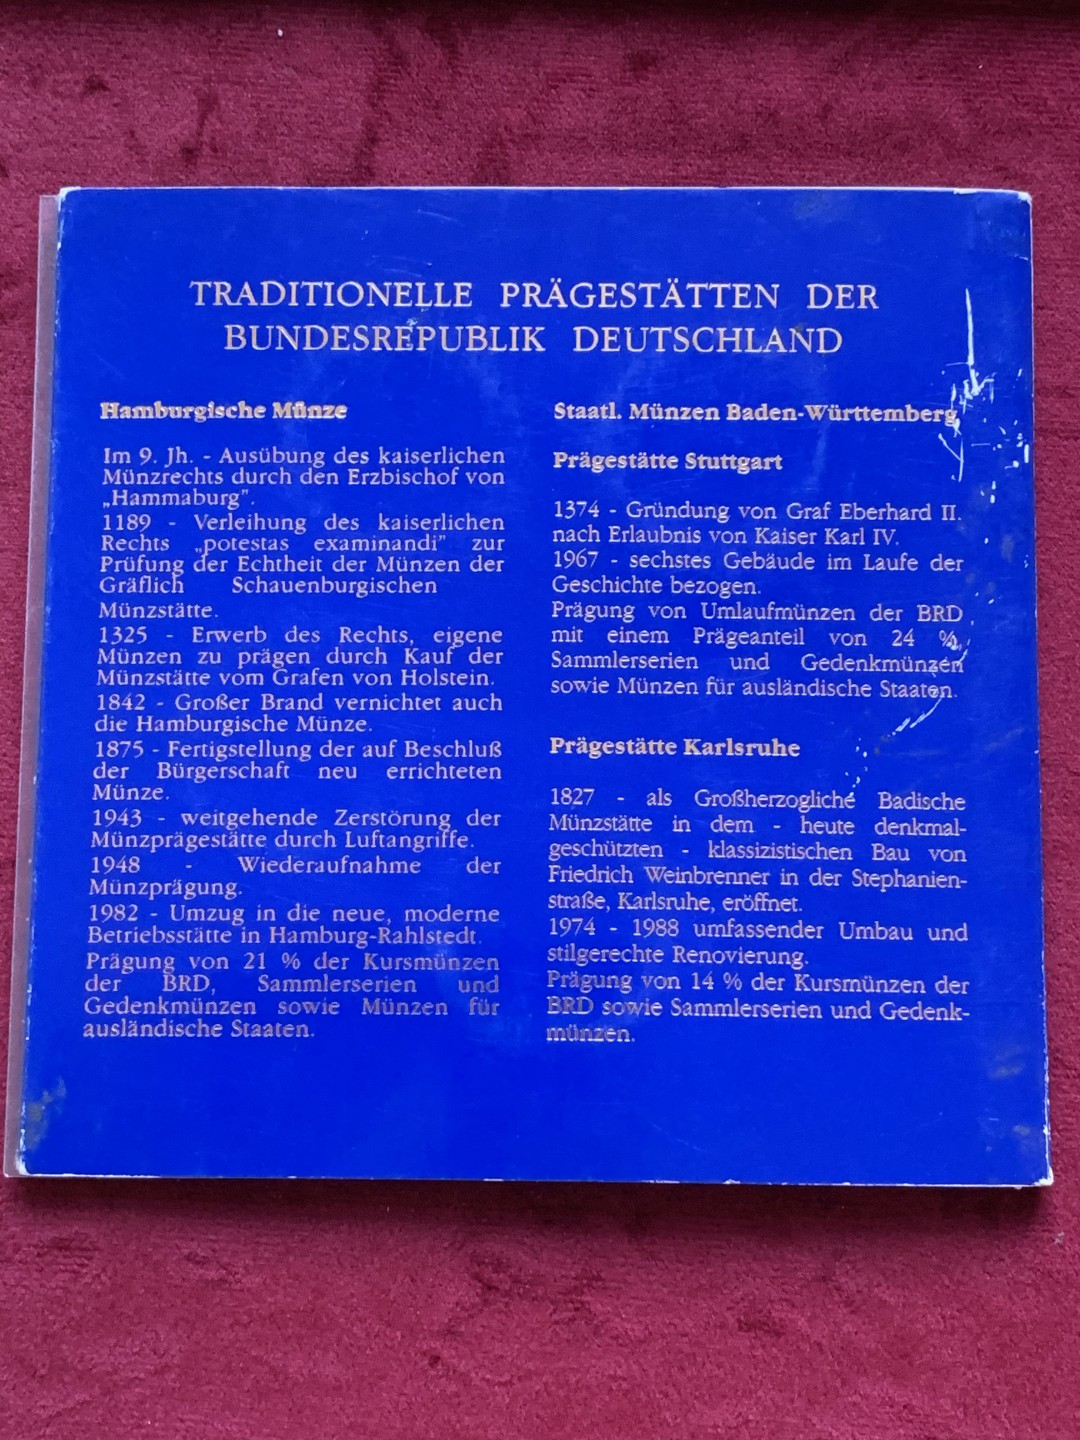 TRADITIONELLE PRÄGESTÄTTEN DER
BUNDESREPUBLIK DEUTSCHLAND
Hamburgische Münze
Im 9. Jh. - Ausübung des kaiserlichen
Münzrechts durch den Erzbischof von
„Hammaburg”.
1189 - Verleihung des kaiserlichen
Rechts „potestas examinandi” zur
Prüfung der Echtheit der Münzen der
Gräflich Schauenburgischen
Münzstätte.
1325 - Erwerb des Rechts, eigene
Münzen zu prägen durch Kauf der
Münzstätte vom Grafen von Holstein.
1842 - Großer Brand vernichtet auch
die Hamburgische Münze.
1875 - Fertigstellung der auf Beschluß
der Bürgerschaft neu errichteten
Münze.
1943 - weitgehende Zerstörung der
Münzprägestätte durch Luftangriffe.
1948 - Wiederaufnahme der
Münzprägung.
1982 - Umzug in die neue, moderne
Betriebsstätte in Hamburg-Rahlstedt.
Prägung von 21 % der Kursmünzen
der BRD, Sammlerserien und
Gedenkmünzen sowie Münzen für
ausländische Staaten.
Staatl. Münzen Baden-Württemberg
Prägestätte Stuttgart
1374 - Gründung von Graf Eberhard II.
nach Erlaubnis von Kaiser Karl IV.
1967 - sechstes Gebäude im Laufe der
Geschichte bezogen.
Prägung von Umlaufmünzen der BRD
mit einem Prägeanteil von 24 %,
Sammlerserien und Gedenkmünzen
sowie Münzen für ausländische Staaten.
Prägestätte Karlsruhe
1827 - als Großherzogliche Badische
Münzstätte in dem - heute denkmal-
geschützten - klassizistischen Bau von
Friedrich Weinbrenner in der Stephanien-
straße, Karlsruhe, eröffnet.
1974 - 1988 umfassender Umbau und
stilgerechte Renovierung.
Prägung von 14 % der Kursmünzen der
BRD sowie Sammlerserien und Gedenk-
münzen.